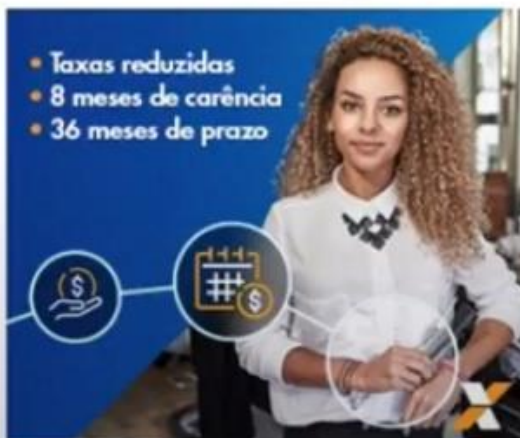 Taxas reduzidas
8 meses de carência
36 meses de prazo
$
$